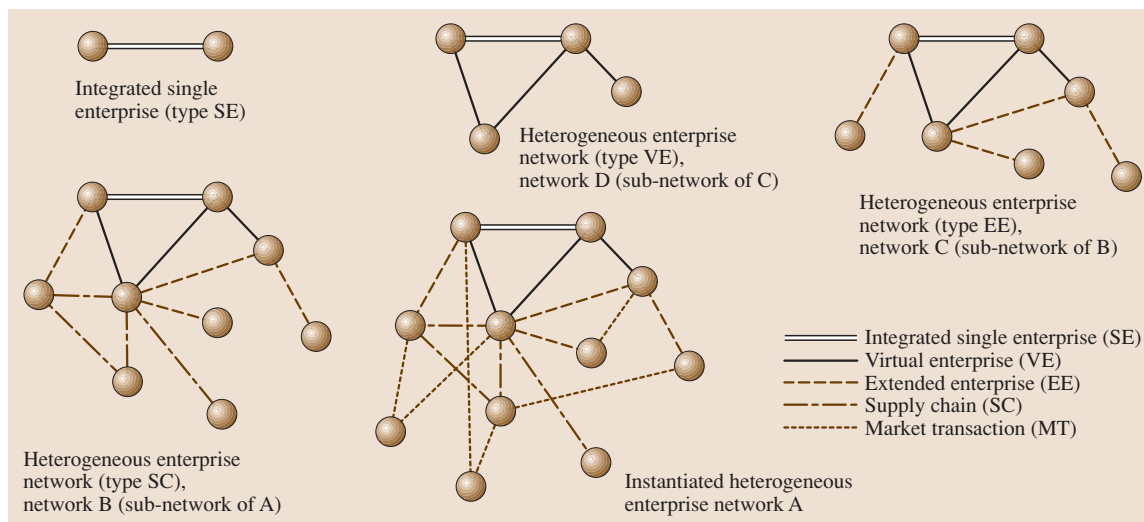 Integrated single
enterprise (type SE)
Heterogeneous enterprise
network (type VE),
network D (sub-network of C)
Heterogeneous enterprise
network (type EE),
network C (sub-network of B)
Heterogeneous enterprise
network (type SC),
network B (sub-network of A)
Instantiated heterogeneous
enterprise network A
Integrated single enterprise (SE)
Virtual enterprise (VE)
Extended enterprise (EE)
Supply chain (SC)
Market transaction (MT)